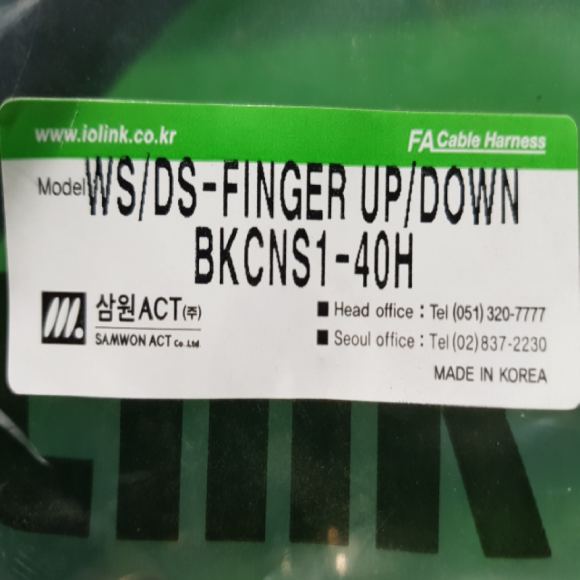 www.iolink.co.kr FA Cable Harness
Model WS/DS-FINGER UP/DOWN
BKCNS1-40H
삼원ACT(주) ■ Head office : Tel (051) 320-7777
SAMWON ACT Co.,Ltd. ■ Seoul office : Tel (02) 837-2230
MADE IN KOREA
LINK